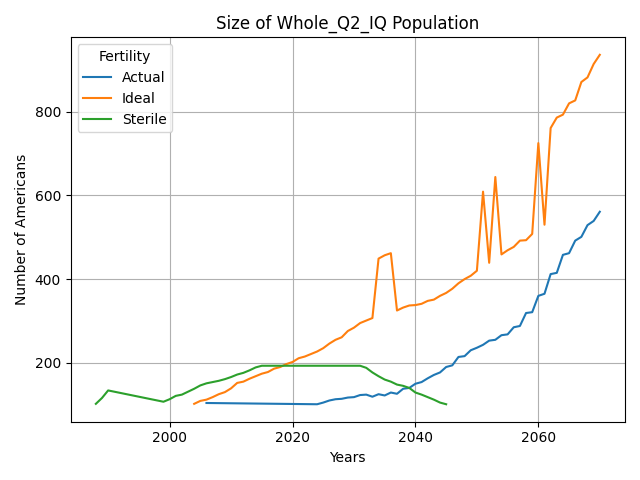 Size of Whole_Q2_IQ Population
Fertility
Actual
Ideal
Sterile
Number of Americans
800
600
400
200
2000
2020
2040
2060
Years